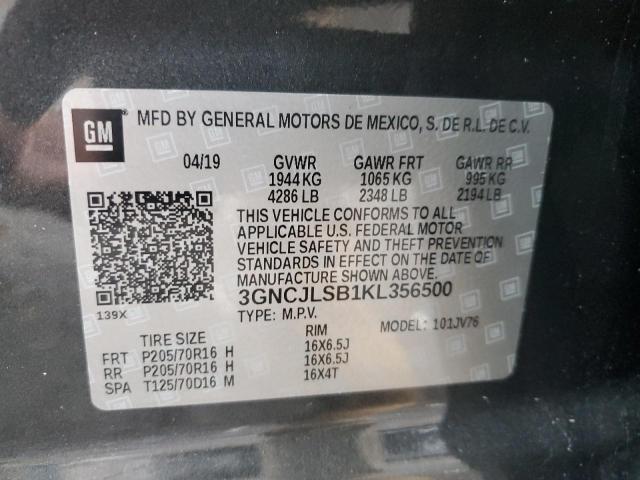 GM
MFD BY GENERAL MOTORS DE MEXICO, S. DE R.L. DE C.V.
04/19 GVWR GAWR FRT GAWR RR
1944 KG 1065 KG 995 KG
4286 LB 2348 LB 2194 LB
THIS VEHICLE CONFORMS TO ALL
APPLICABLE U.S. FEDERAL MOTOR
VEHICLE SAFETY AND THEFT PREVENTION
STANDARDS IN EFFECT ON THE DATE OF
MANUFACTURE SHOWN ABOVE.
3GNCJLSB1KL356500
139X
TYPE: M.P.V. MODEL: 101JV76
TIRE SIZE RIM
FRT P205/70R16 H 16X6.5J
RR P205/70R16 H 16X6.5J
SPA T125/70D16 M 16X4T